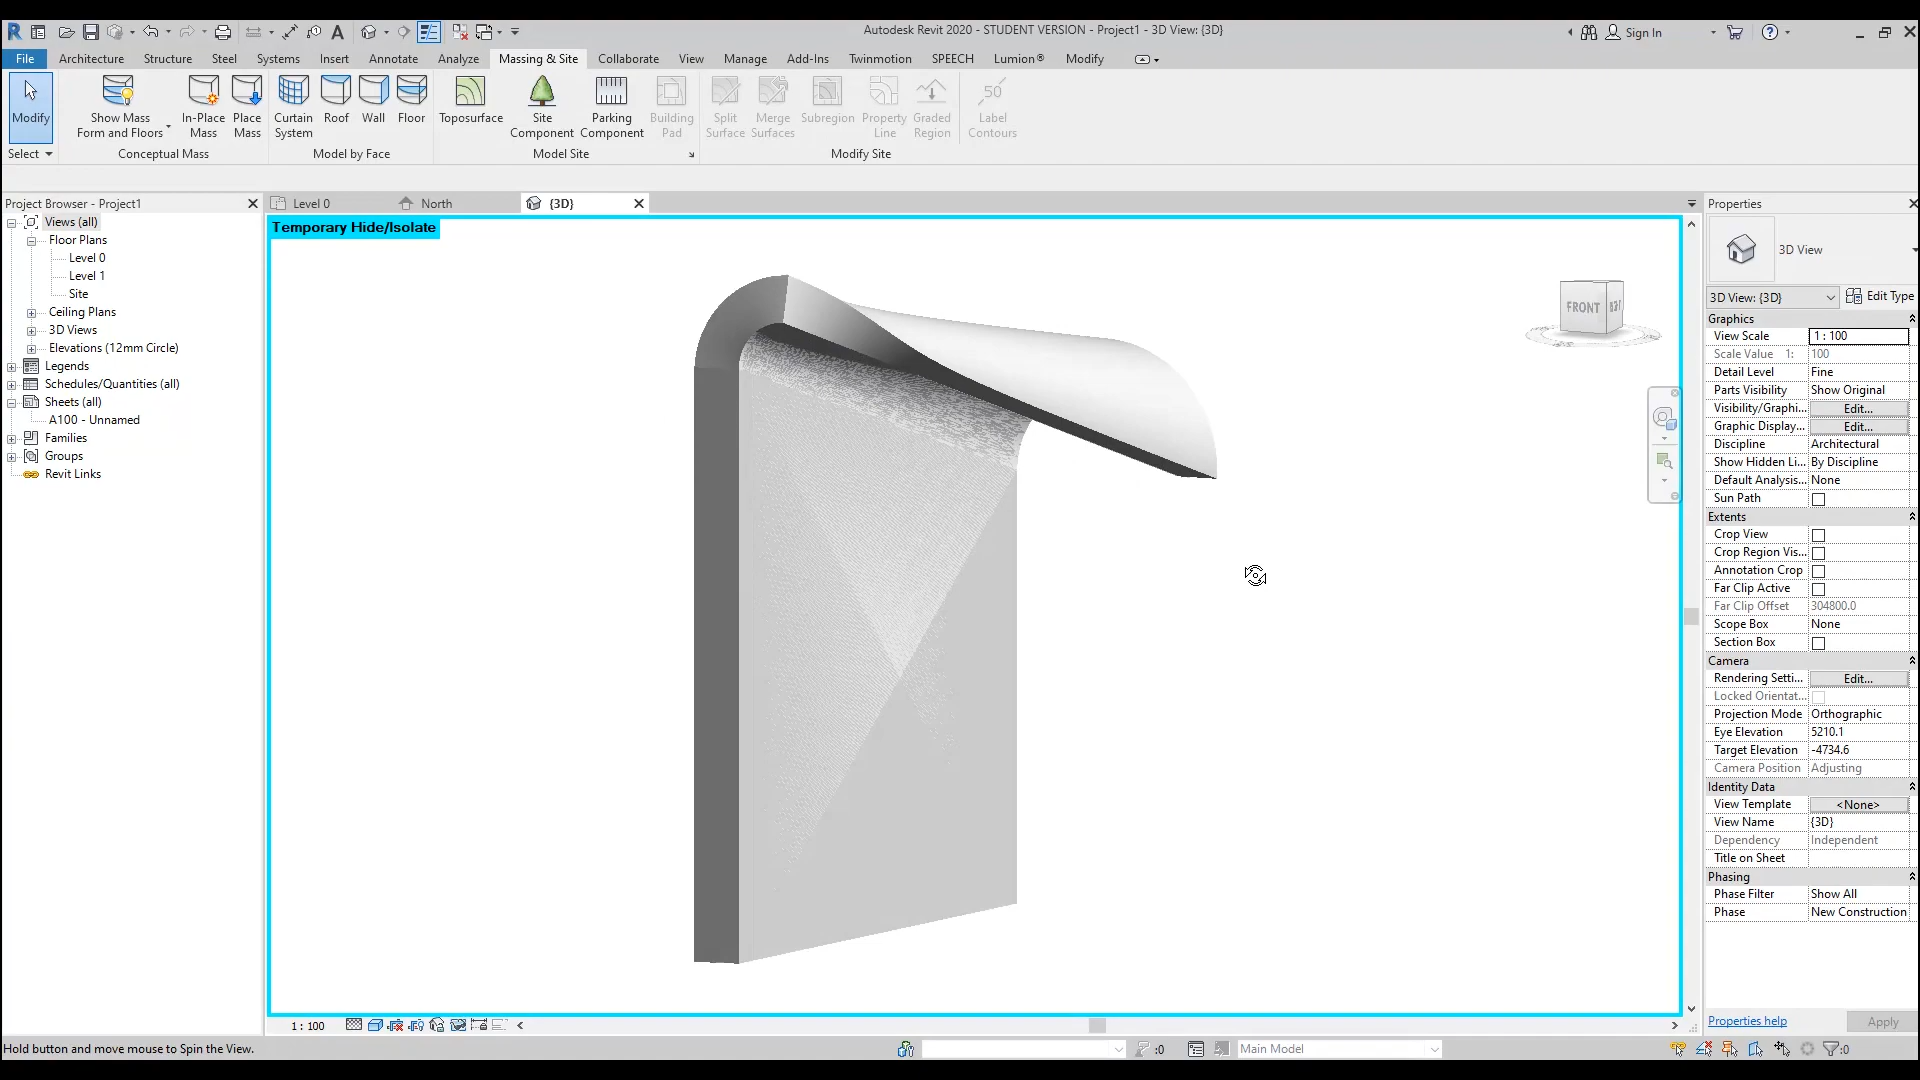 Autodesk Revit 2020 - STUDENT VERSION - Project1 - 3D View: {3D}
Sign In
File Architecture Structure Steel Systems Insert Annotate Analyze Massing & Site Collaborate View Manage Add-Ins Twinmotion SPEECH Lumion® Modify
Modify
Show Mass
Form and Floors
In-Place
Mass
Place
Mass
Curtain
System
Roof
Wall
Floor
Toposurface
Site
Component
Parking
Component
Building
Pad
Split
Surface
Merge
Surfaces
Subregion
Property
Line
Graded
Region
50
Label
Contours
Select
Conceptual Mass
Model by Face
Model Site
Modify Site
Project Browser - Project1
Views (all)
Floor Plans
Level 0
Level 1
Site
Ceiling Plans
3D Views
Elevations (12mm Circle)
Legends
Schedules/Quantities (all)
Sheets (all)
A100 - Unnamed
Families
Groups
Revit Links
Level 0
North
{3D}
Temporary Hide/Isolate
FRONT
Properties
3D View
3D View: {3D}
Edit Type
Graphics
View Scale 1 : 100
Scale Value 1: 100
Detail Level Fine
Parts Visibility Show Original
Visibility/Graphi... Edit...
Graphic Display... Edit...
Discipline Architectural
Show Hidden Li... By Discipline
Default Analysis... None
Sun Path
Extents
Crop View
Crop Region Vis...
Annotation Crop
Far Clip Active
Far Clip Offset 304800.0
Scope Box None
Section Box
Camera
Rendering Setti... Edit...
Locked Orientat...
Projection Mode Orthographic
Eye Elevation 5210.1
Target Elevation -4734.6
Camera Position Adjusting
Identity Data
View Template <None>
View Name {3D}
Dependency Independent
Title on Sheet
Phasing
Phase Filter Show All
Phase New Construction
Properties help
Apply
1 : 100
Hold button and move mouse to Spin the View.
:0
Main Model
:0